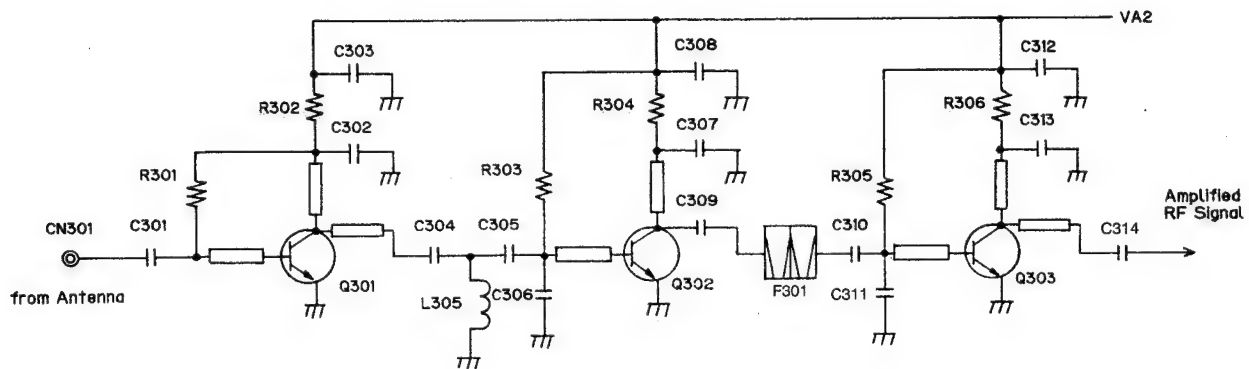 VA2
C303
C308
C312
R302
R304
R306
C302
C307
C313
R301
R303
R305
C309
Amplified
RF Signal
CN301
C301
C304
C305
C310
C314
from Antenna
Q301
L305
C306
Q302
F301
C311
Q303